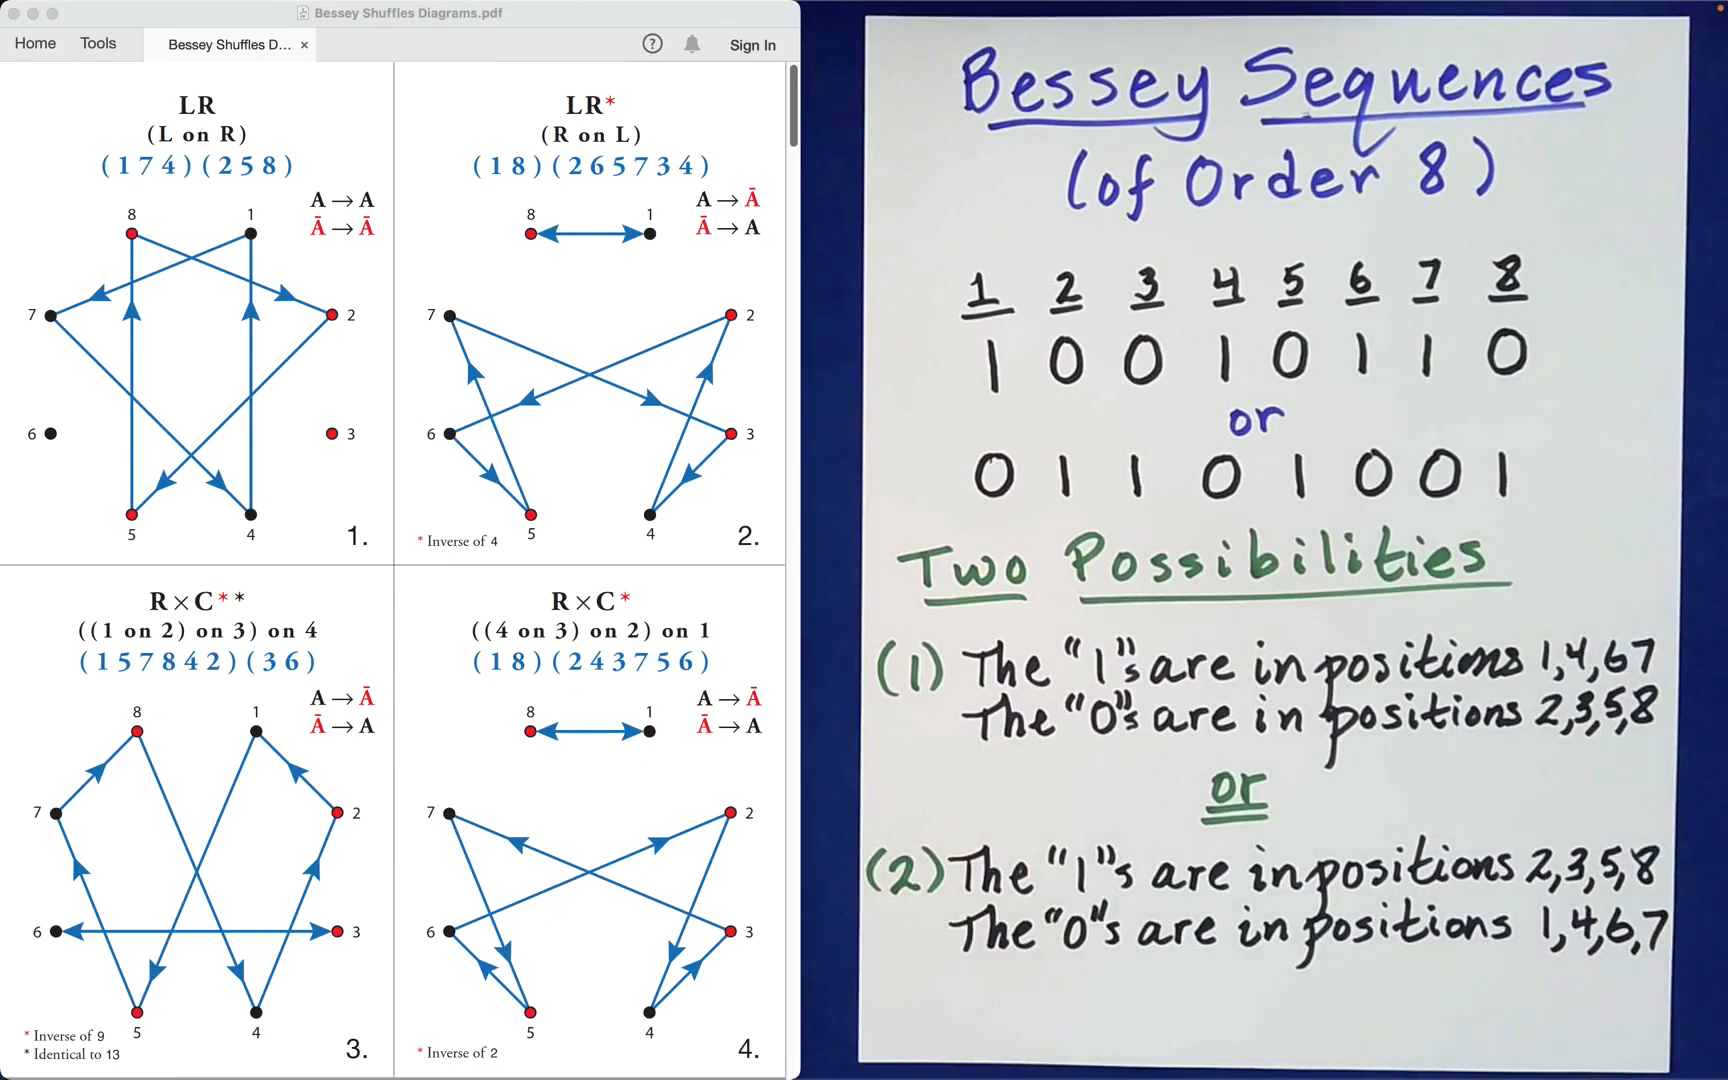 Bessey Shuffles Diagrams.pdf
Home Tools Bessey Shuffles D... × ? Sign In
LR
(L on R)
(1 7 4) (2 5 8)
A → A
Ā → Ā
8 1
7 2
6 3
5 4
1.
LR*
(R on L)
(1 8) (2 6 5 7 3 4)
A → Ā
Ā → A
8 1
7 2
6 3
5 4
* Inverse of 4
2.
R × C* *
((1 on 2) on 3) on 4
(1 5 7 8 4 2) (3 6)
A → Ā
Ā → A
8 1
7 2
6 3
5 4
* Inverse of 9
* Identical to 13
3.
R × C*
((4 on 3) on 2) on 1
(1 8) (2 4 3 7 5 6)
A → Ā
Ā → A
8 1
7 2
6 3
5 4
* Inverse of 2
4.
Bessey Sequences
(of Order 8)
1 2 3 4 5 6 7 8
1 0 0 1 0 1 1 0
or
0 1 1 0 1 0 0 1
Two Possibilities
(1) The "1"s are in positions 1,4,67
The "0"s are in positions 2,3,5,8
or
(2) The "1"s are in positions 2,3,5,8
The "0"s are in positions 1,4,6,7